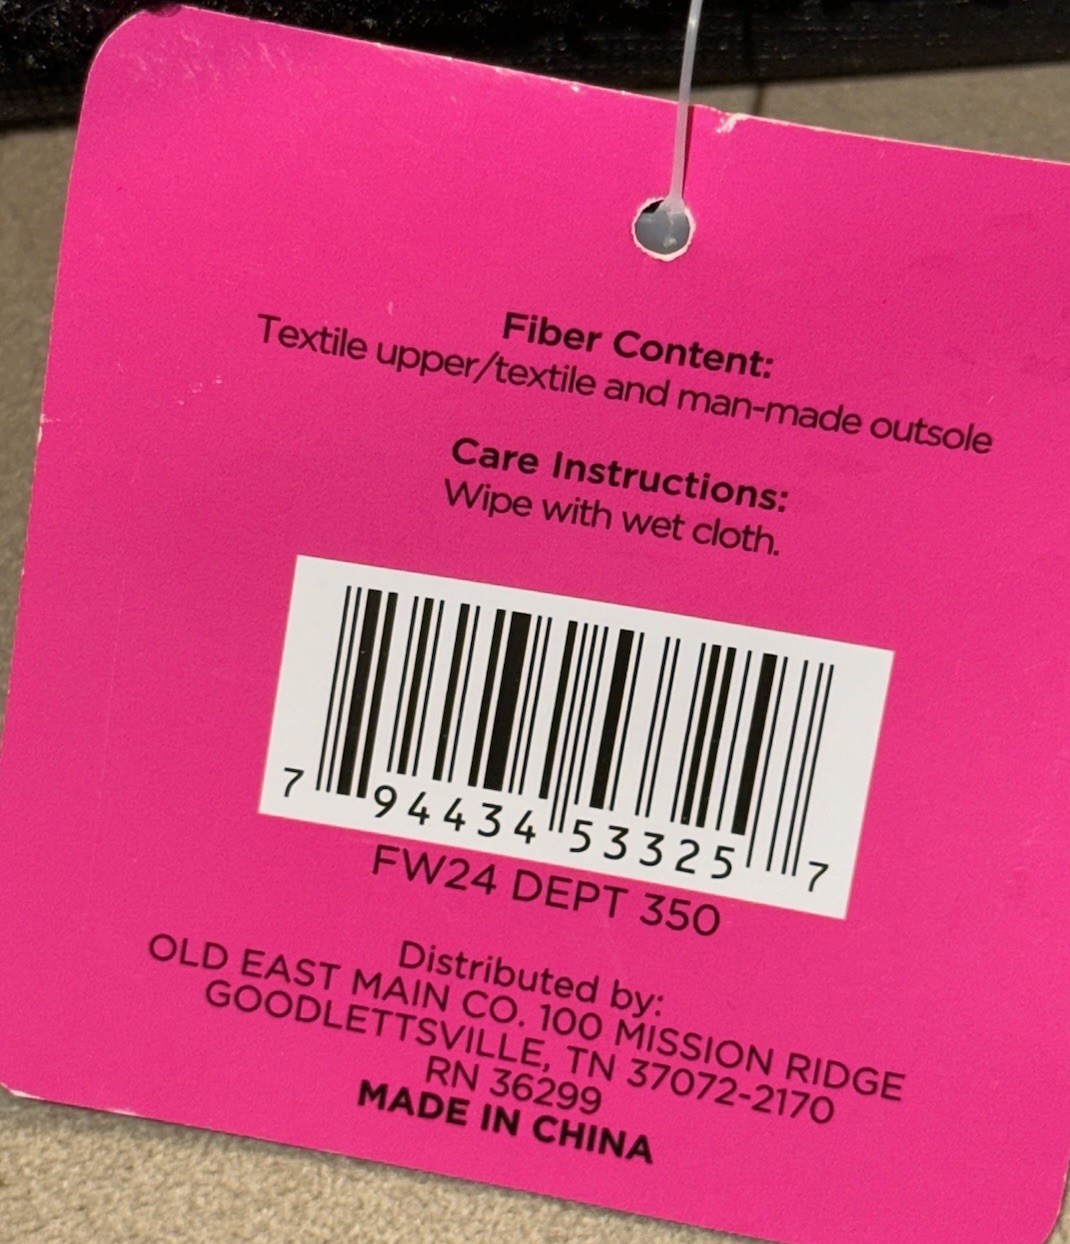 Fiber Content:
Textile upper/textile and man-made outsole
Care Instructions:
Wipe with wet cloth.
7 94434 53325 7
FW24 DEPT 350
Distributed by:
OLD EAST MAIN CO. 100 MISSION RIDGE
GOODLETTSVILLE, TN 37072-2170
RN 36299
MADE IN CHINA